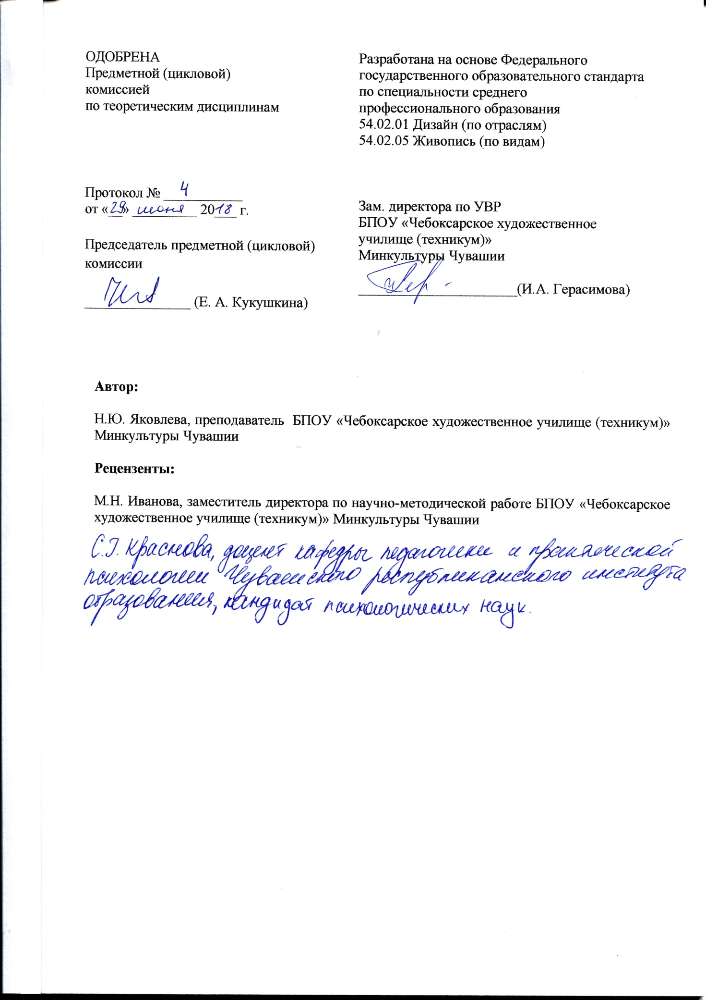 ОДОБРЕНА
Предметной (цикловой)
комиссией
по теоретическим дисциплинам
Протокол № 4
от «29» июня 2018 г.
Председатель предметной (цикловой)
комиссии
(Е. А. Кукушкина)
Разработана на основе Федерального
государственного образовательного стандарта
по специальности среднего
профессионального образования
54.02.01 Дизайн (по отраслям)
54.02.05 Живопись (по видам)
Зам. директора по УВР
БПОУ «Чебоксарское художественное
училище (техникум)»
Минкультуры Чувашии
(И.А. Герасимова)
Автор:
Н.Ю. Яковлева, преподаватель БПОУ «Чебоксарское художественное училище (техникум)»
Минкультуры Чувашии
Рецензенты:
М.Н. Иванова, заместитель директора по научно-методической работе БПОУ «Чебоксарское
художественное училище (техникум)» Минкультуры Чувашии
С.Г. Краснова, доцент кафедры педагогики и практической
психологии Чувашского республиканского института
образования, кандидат психологических наук.